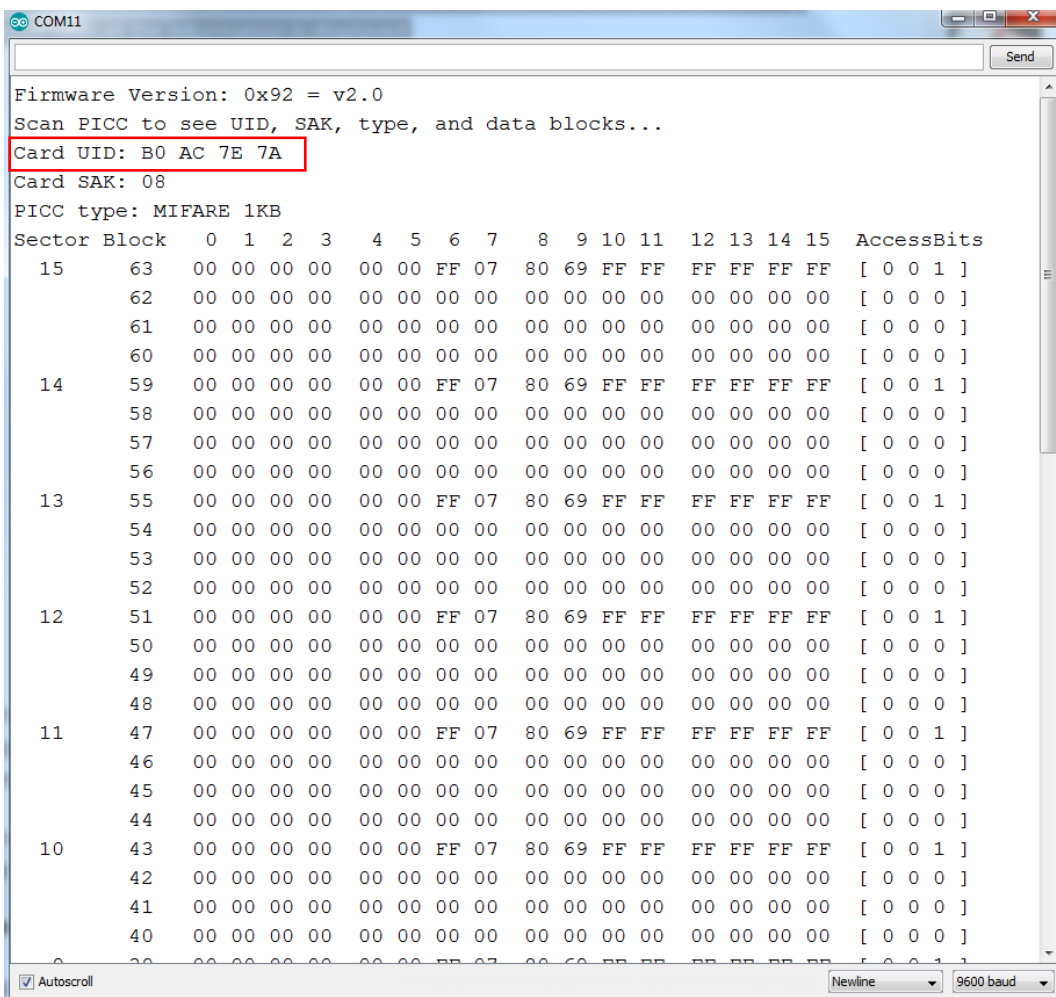 COM11
Send
Firmware Version: 0x92 = v2.0
Scan PICC to see UID, SAK, type, and data blocks...
Card UID: B0 AC 7E 7A
Card SAK: 08
PICC type: MIFARE 1KB
Sector Block 0 1 2 3 4 5 6 7 8 9 10 11 12 13 14 15 AccessBits
15 63 00 00 00 00 00 00 FF 07 80 69 FF FF FF FF FF FF [ 0 0 1 ]
62 00 00 00 00 00 00 00 00 00 00 00 00 00 00 00 00 [ 0 0 0 ]
61 00 00 00 00 00 00 00 00 00 00 00 00 00 00 00 00 [ 0 0 0 ]
60 00 00 00 00 00 00 00 00 00 00 00 00 00 00 00 00 [ 0 0 0 ]
14 59 00 00 00 00 00 00 FF 07 80 69 FF FF FF FF FF FF [ 0 0 1 ]
58 00 00 00 00 00 00 00 00 00 00 00 00 00 00 00 00 [ 0 0 0 ]
57 00 00 00 00 00 00 00 00 00 00 00 00 00 00 00 00 [ 0 0 0 ]
56 00 00 00 00 00 00 00 00 00 00 00 00 00 00 00 00 [ 0 0 0 ]
13 55 00 00 00 00 00 00 FF 07 80 69 FF FF FF FF FF FF [ 0 0 1 ]
54 00 00 00 00 00 00 00 00 00 00 00 00 00 00 00 00 [ 0 0 0 ]
53 00 00 00 00 00 00 00 00 00 00 00 00 00 00 00 00 [ 0 0 0 ]
52 00 00 00 00 00 00 00 00 00 00 00 00 00 00 00 00 [ 0 0 0 ]
12 51 00 00 00 00 00 00 FF 07 80 69 FF FF FF FF FF FF [ 0 0 1 ]
50 00 00 00 00 00 00 00 00 00 00 00 00 00 00 00 00 [ 0 0 0 ]
49 00 00 00 00 00 00 00 00 00 00 00 00 00 00 00 00 [ 0 0 0 ]
48 00 00 00 00 00 00 00 00 00 00 00 00 00 00 00 00 [ 0 0 0 ]
11 47 00 00 00 00 00 00 FF 07 80 69 FF FF FF FF FF FF [ 0 0 1 ]
46 00 00 00 00 00 00 00 00 00 00 00 00 00 00 00 00 [ 0 0 0 ]
45 00 00 00 00 00 00 00 00 00 00 00 00 00 00 00 00 [ 0 0 0 ]
44 00 00 00 00 00 00 00 00 00 00 00 00 00 00 00 00 [ 0 0 0 ]
10 43 00 00 00 00 00 00 FF 07 80 69 FF FF FF FF FF FF [ 0 0 1 ]
42 00 00 00 00 00 00 00 00 00 00 00 00 00 00 00 00 [ 0 0 0 ]
41 00 00 00 00 00 00 00 00 00 00 00 00 00 00 00 00 [ 0 0 0 ]
40 00 00 00 00 00 00 00 00 00 00 00 00 00 00 00 00 [ 0 0 0 ]
Autoscroll
Newline
9600 baud